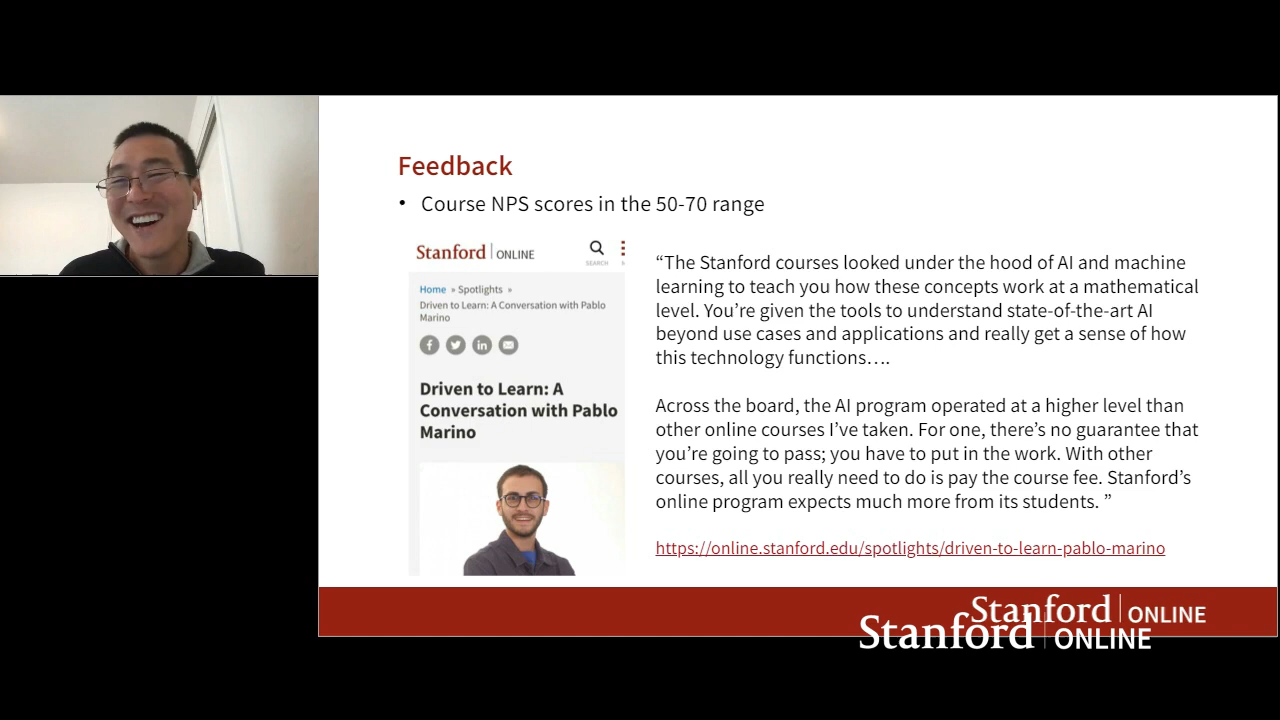 Feedback
• Course NPS scores in the 50-70 range
Stanford | ONLINE
SEARCH
Home » Spotlights »
Driven to Learn: A Conversation with Pablo
Marino
Driven to Learn: A
Conversation with Pablo
Marino
“The Stanford courses looked under the hood of AI and machine
learning to teach you how these concepts work at a mathematical
level. You’re given the tools to understand state-of-the-art AI
beyond use cases and applications and really get a sense of how
this technology functions….
Across the board, the AI program operated at a higher level than
other online courses I’ve taken. For one, there’s no guarantee that
you’re going to pass; you have to put in the work. With other
courses, all you really need to do is pay the course fee. Stanford’s
online program expects much more from its students. ”
https://online.stanford.edu/spotlights/driven-to-learn-pablo-marino
Stanford | ONLINE
Stanford | ONLINE